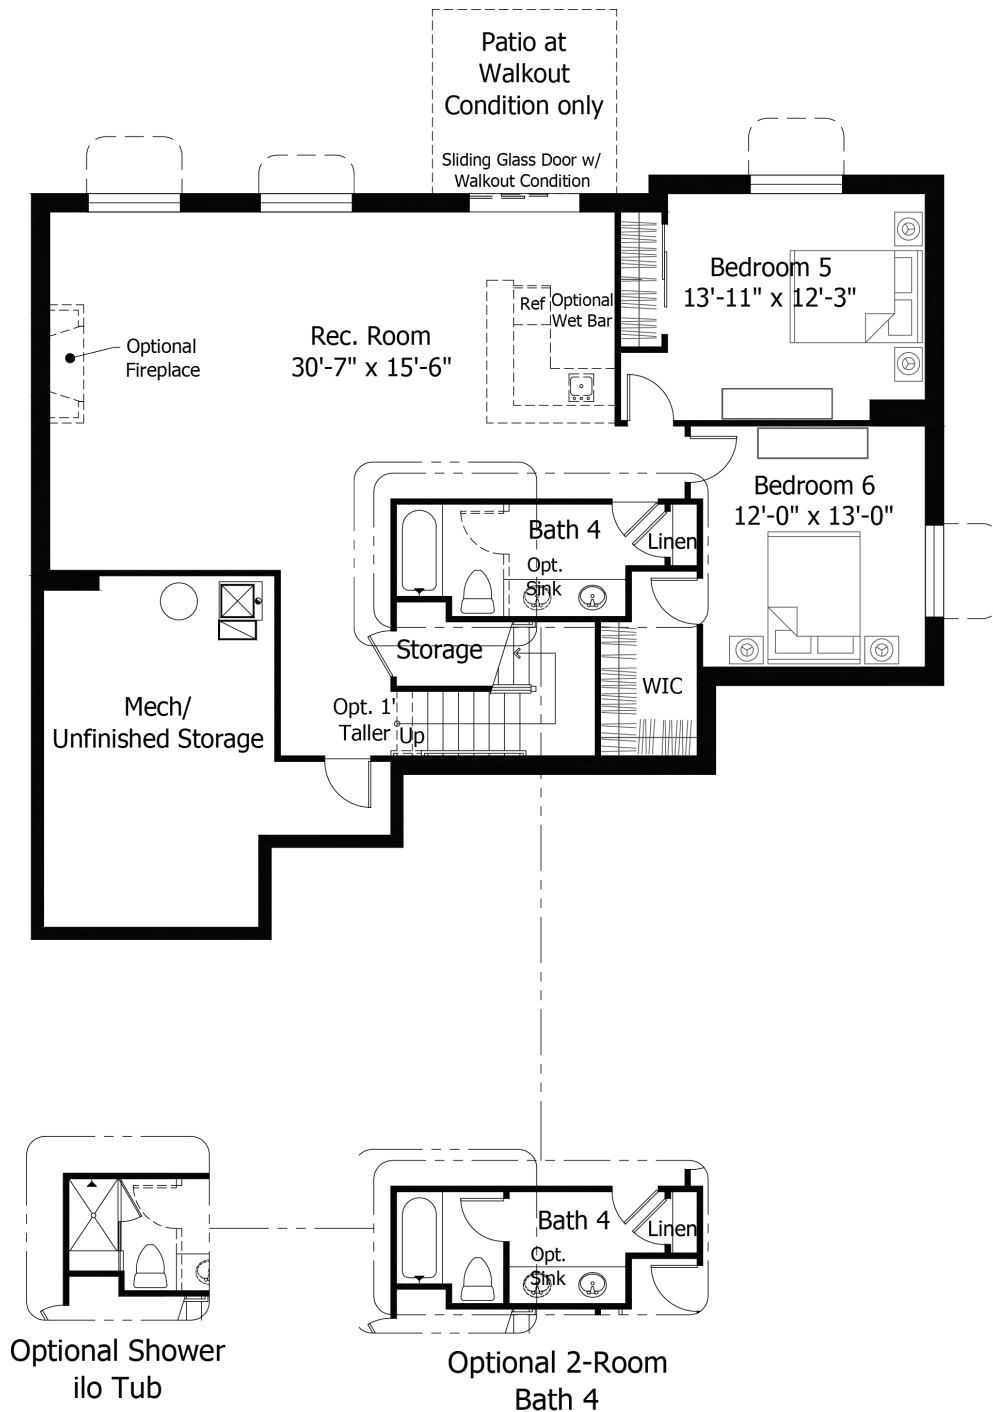 Patio at
Walkout
Condition only
Sliding Glass Door w/
Walkout Condition
Bedroom 5
13'-11" x 12'-3"
Ref
Optional
Wet Bar
Rec. Room
30'-7" x 15'-6"
Optional
Fireplace
Bedroom 6
12'-0" x 13'-0"
Bath 4
Linen
Opt.
Sink
Storage
WIC
Opt. 1'
Taller
Up
Mech/
Unfinished Storage
Bath 4
Linen
Opt.
Sink
Optional Shower
ilo Tub
Optional 2-Room
Bath 4